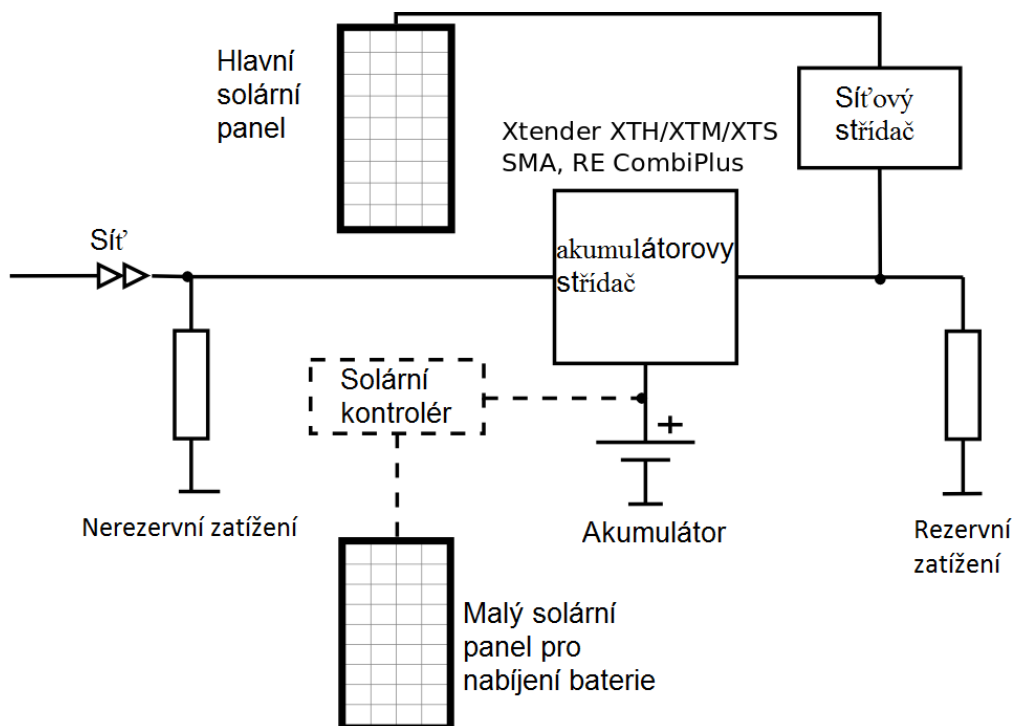 Hlavní
solární
panel
Síťový
střídač
Xtender XTH/XTM/XTS
SMA, RE CombiPlus
Síť
akumulátorovy
střídač
Solární
kontrolér
+
Nerezervní zatížení
Akumulátor
Rezervní
zatížení
Malý solární
panel pro
nabíjení baterie